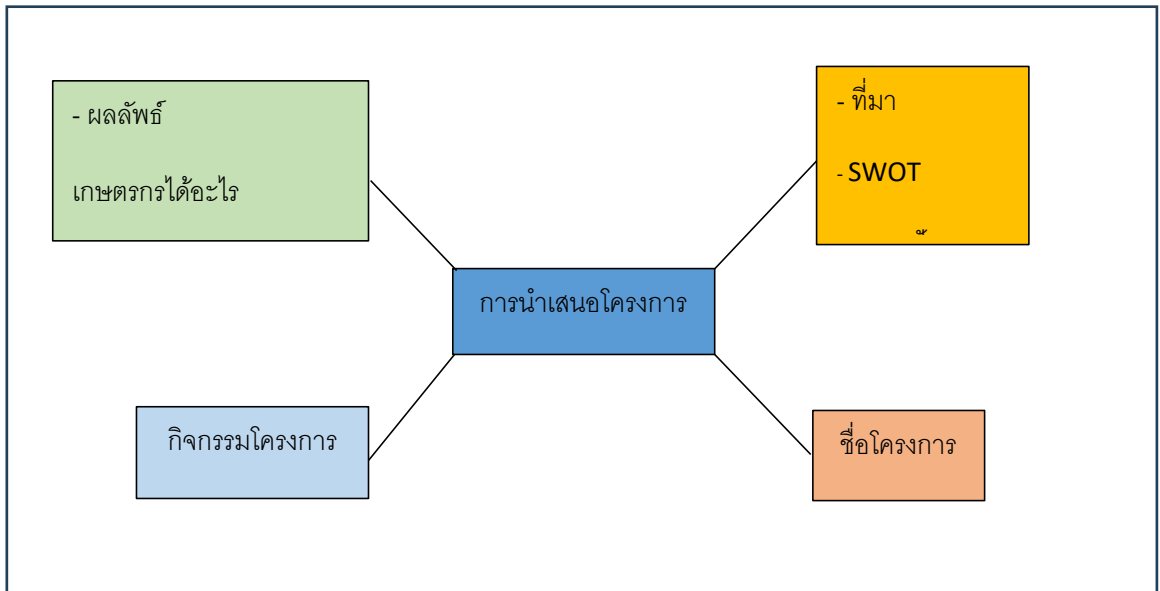 - ผลลัพธ์
เกษตรกรได้อะไร
- ที่มา
- SWOT
การนำเสนอโครงการ
กิจกรรมโครงการ
ชื่อโครงการ